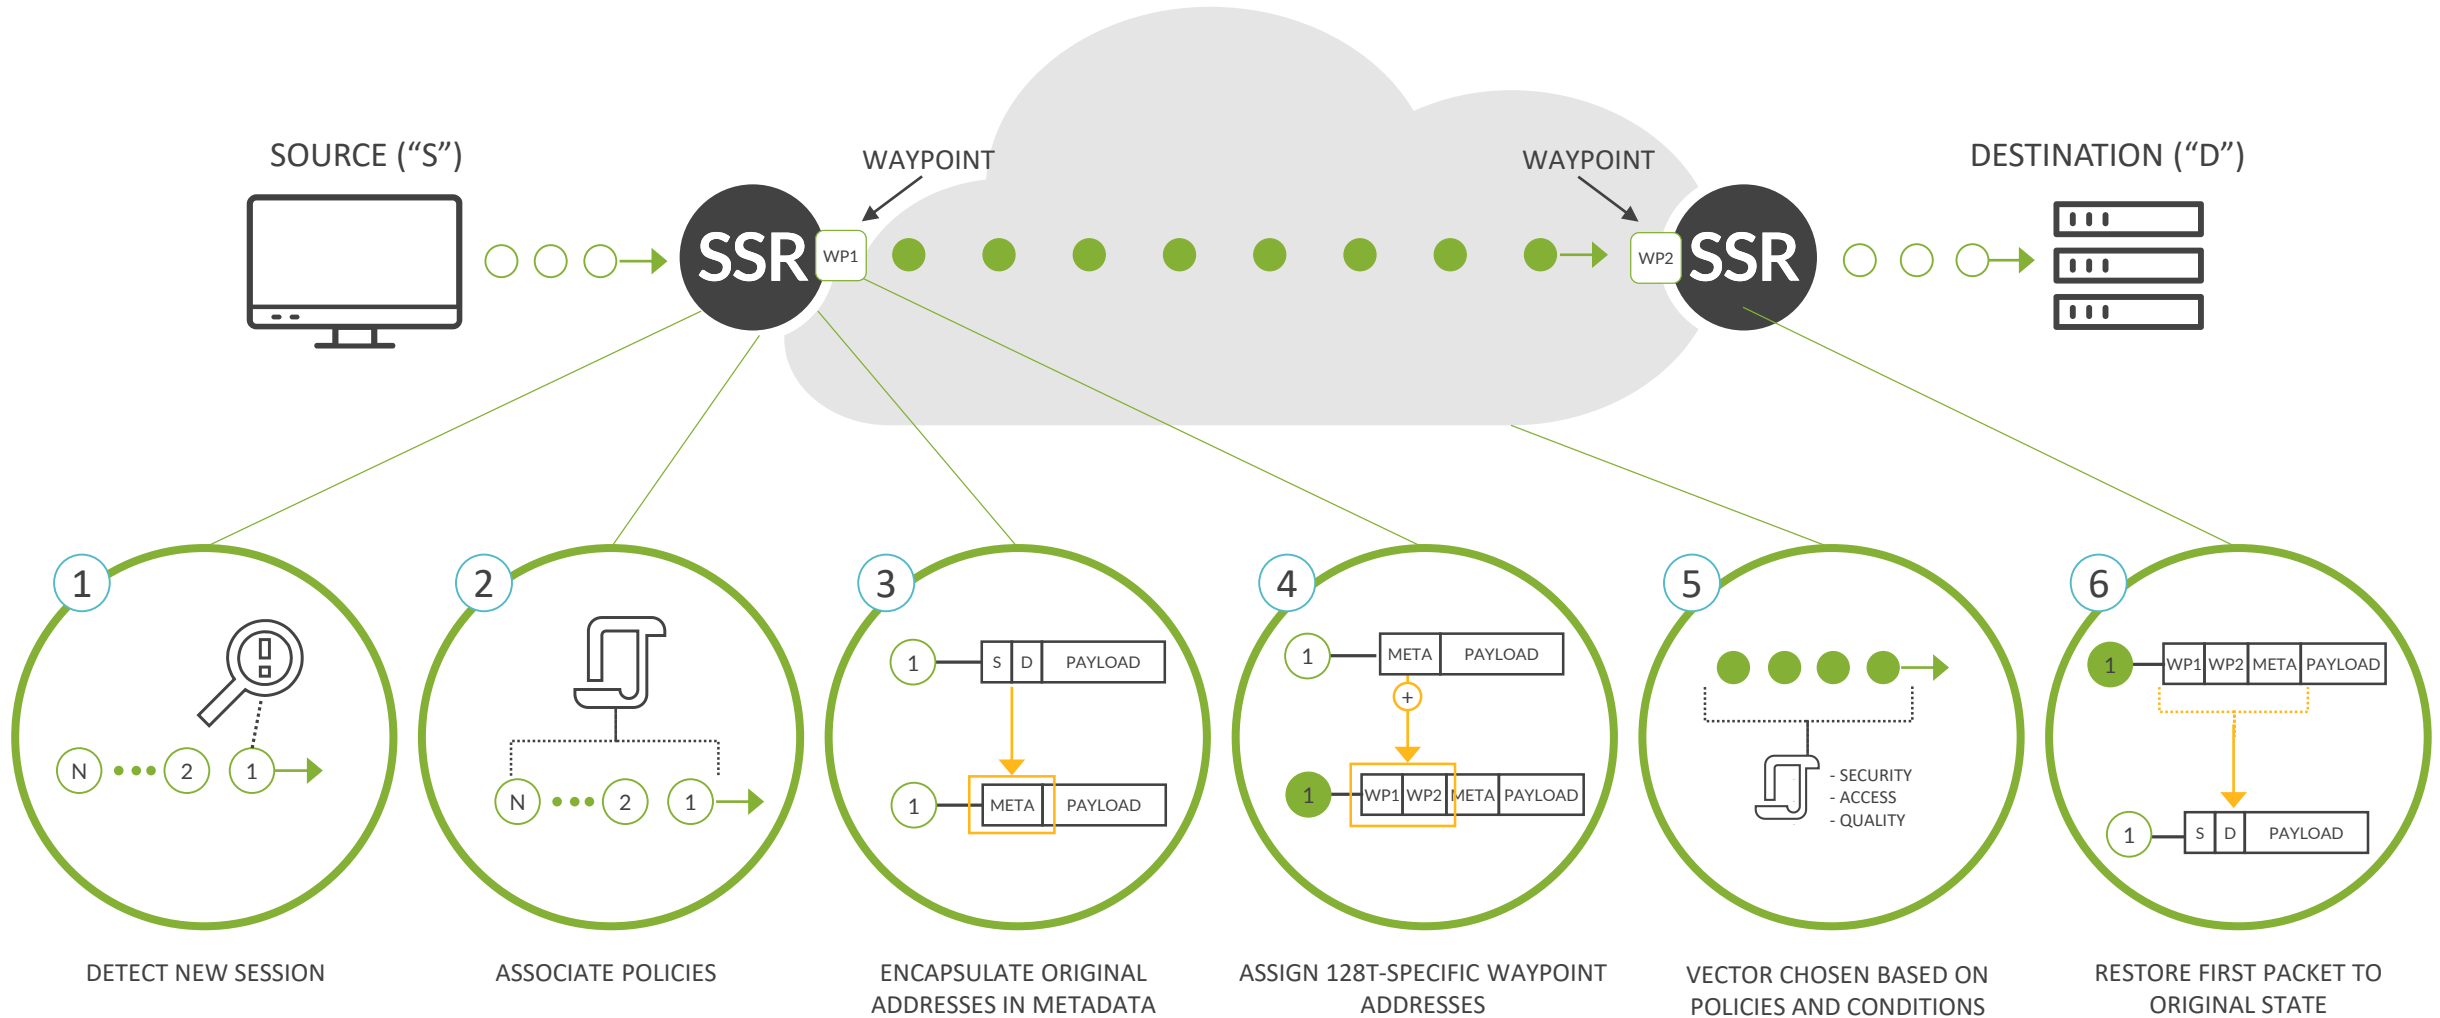 SOURCE (“S”)
WAYPOINT
WAYPOINT
DESTINATION (“D”)
SSR
WP1
WP2
SSR
1
N
2
1
DETECT NEW SESSION
2
N
2
1
ASSOCIATE POLICIES
3
1
S D PAYLOAD
1
META PAYLOAD
ENCAPSULATE ORIGINAL
ADDRESSES IN METADATA
4
1
META PAYLOAD
+
1
WP1 WP2 META PAYLOAD
ASSIGN 128T-SPECIFIC WAYPOINT
ADDRESSES
5
- SECURITY
- ACCESS
- QUALITY
VECTOR CHOSEN BASED ON
POLICIES AND CONDITIONS
6
1
WP1 WP2 META PAYLOAD
1
S D PAYLOAD
RESTORE FIRST PACKET TO
ORIGINAL STATE